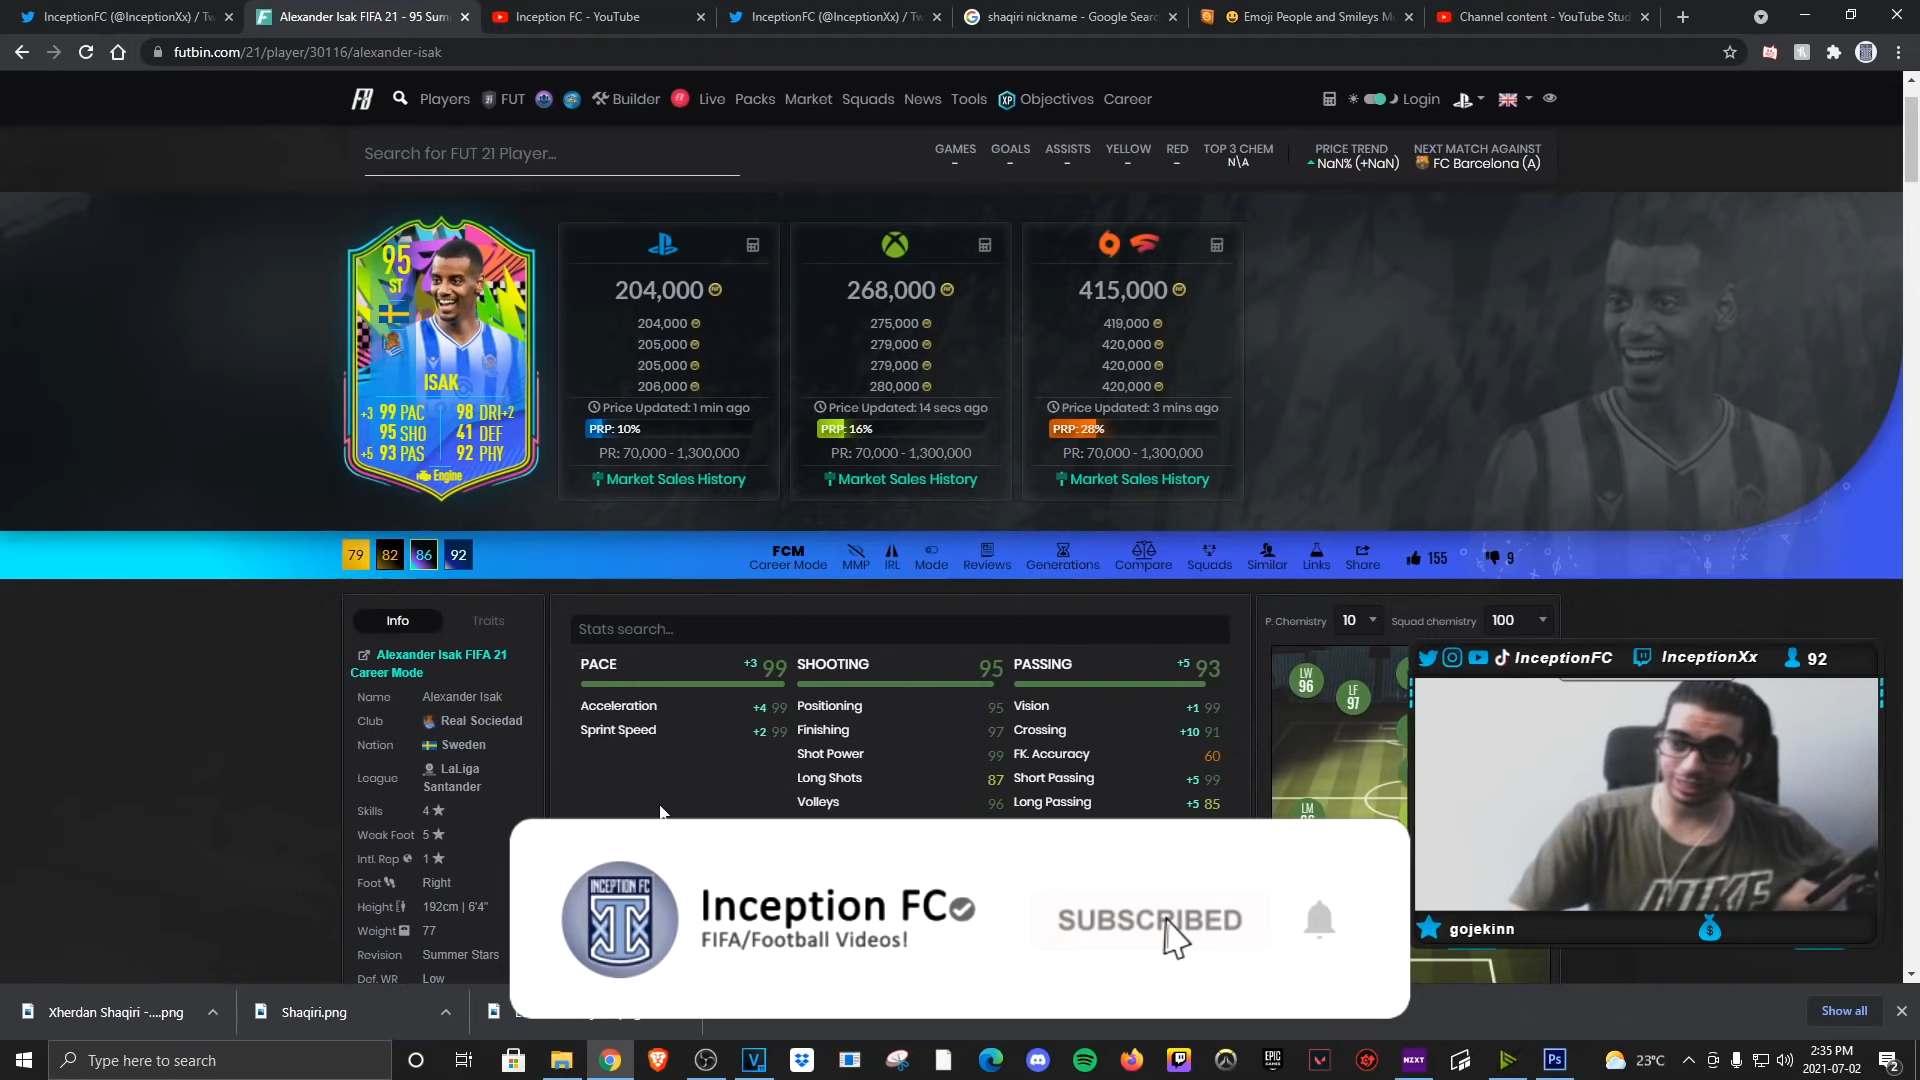 InceptionFC (@InceptionXx) / Tw
Alexander Isak FIFA 21 - 95 Sum
Inception FC - YouTube
InceptionFC (@InceptionXx) / Tw
shaqiri nickname - Google Searc
Emoji People and Smileys M
Channel content - YouTube Stud
futbin.com/21/player/30116/alexander-isak
Players FUT Builder Live Packs Market Squads News Tools XP Objectives Career Login
Search for FUT 21 Player...
GAMES GOALS ASSISTS YELLOW RED TOP 3 CHEM PRICE TREND NEXT MATCH AGAINST
- - - - - N\A NaN% (+NaN) FC Barcelona (A)
95
ST
ISAK
+3 99 PAC 98 DRI+2
95 SHO 41 DEF
+5 93 PAS 92 PHY
Engine
204,000 268,000 415,000
204,000 275,000 419,000
205,000 279,000 420,000
205,000 279,000 420,000
206,000 280,000 420,000
Price Updated: 1 min ago Price Updated: 14 secs ago Price Updated: 3 mins ago
PRP: 10% PRP: 16% PRP: 28%
PR: 70,000 - 1,300,000 PR: 70,000 - 1,300,000 PR: 70,000 - 1,300,000
Market Sales History Market Sales History Market Sales History
79 82 86 92
FCM
Career Mode MMP IRL Mode Reviews Generations Compare Squads Similar Links Share 155 9
Info Traits
Alexander Isak FIFA 21
Career Mode
Name Alexander Isak
Club Real Sociedad
Nation Sweden
League LaLiga
Santander
Skills 4
Weak Foot 5
Intl. Rep 1
Foot Right
Height 192cm | 6'4"
Weight 77
Revision Summer Stars
Def. WR Low
Stats search...
PACE +3 99 SHOOTING 95 PASSING +5 93
Acceleration +4 99 Positioning 95 Vision +1 99
Sprint Speed +2 99 Finishing 97 Crossing +10 91
Shot Power 99 FK. Accuracy 60
Long Shots 87 Short Passing +5 99
Volleys 96 Long Passing +5 85
P. Chemistry 10 Squad chemistry 100
LW
96
LF
97
LM
InceptionFC InceptionXx 92
NIKE
gojekinn
INCEPTION FC
Inception FC
FIFA/Football Videos!
SUBSCRIBED
Xherdan Shaqiri -....png
Shaqiri.png
Show all
Type here to search
NZXT
EPIC
GAMES
Ps
23°C
2:35 PM
2021-07-02
2